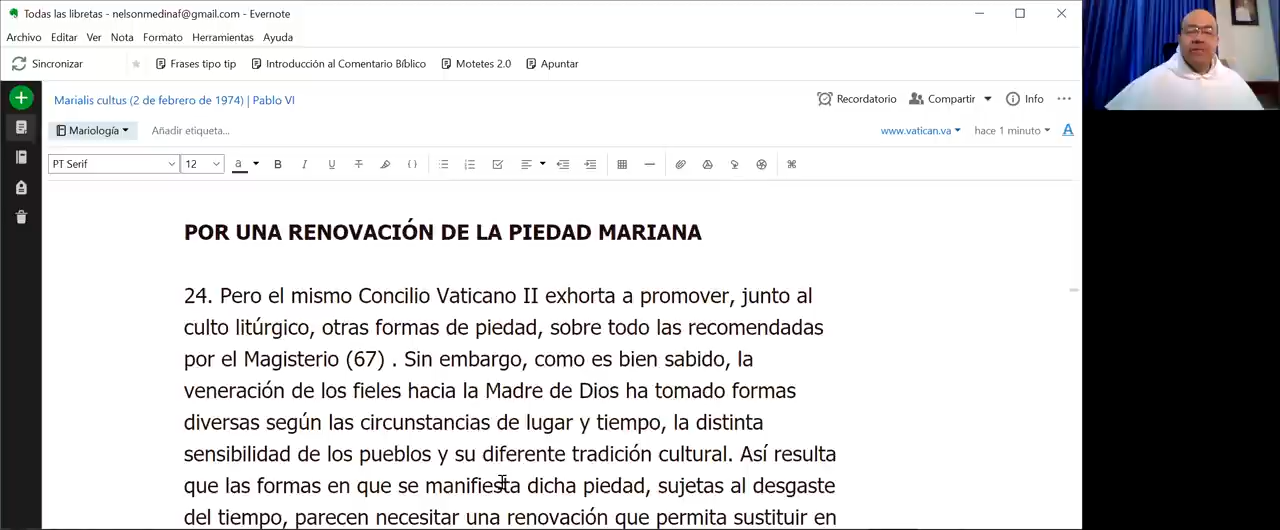 Todas las libretas - nelsonmedinaf@gmail.com - Evernote
Archivo Editar Ver Nota Formato Herramientas Ayuda
Sincronizar Frases tipo tip Introducción al Comentario Bíblico Motetes 2.0 Apuntar
Marialis cultus (2 de febrero de 1974) | Pablo VI Recordatorio Compartir Info
Mariología Añadir etiqueta... www.vatican.va hace 1 minuto A
PT Serif 12 a B I U T
POR UNA RENOVACIÓN DE LA PIEDAD MARIANA
24. Pero el mismo Concilio Vaticano II exhorta a promover, junto al
culto litúrgico, otras formas de piedad, sobre todo las recomendadas
por el Magisterio (67) . Sin embargo, como es bien sabido, la
veneración de los fieles hacia la Madre de Dios ha tomado formas
diversas según las circunstancias de lugar y tiempo, la distinta
sensibilidad de los pueblos y su diferente tradición cultural. Así resulta
que las formas en que se manifiesta dicha piedad, sujetas al desgaste
del tiempo, parecen necesitar una renovación que permita sustituir en